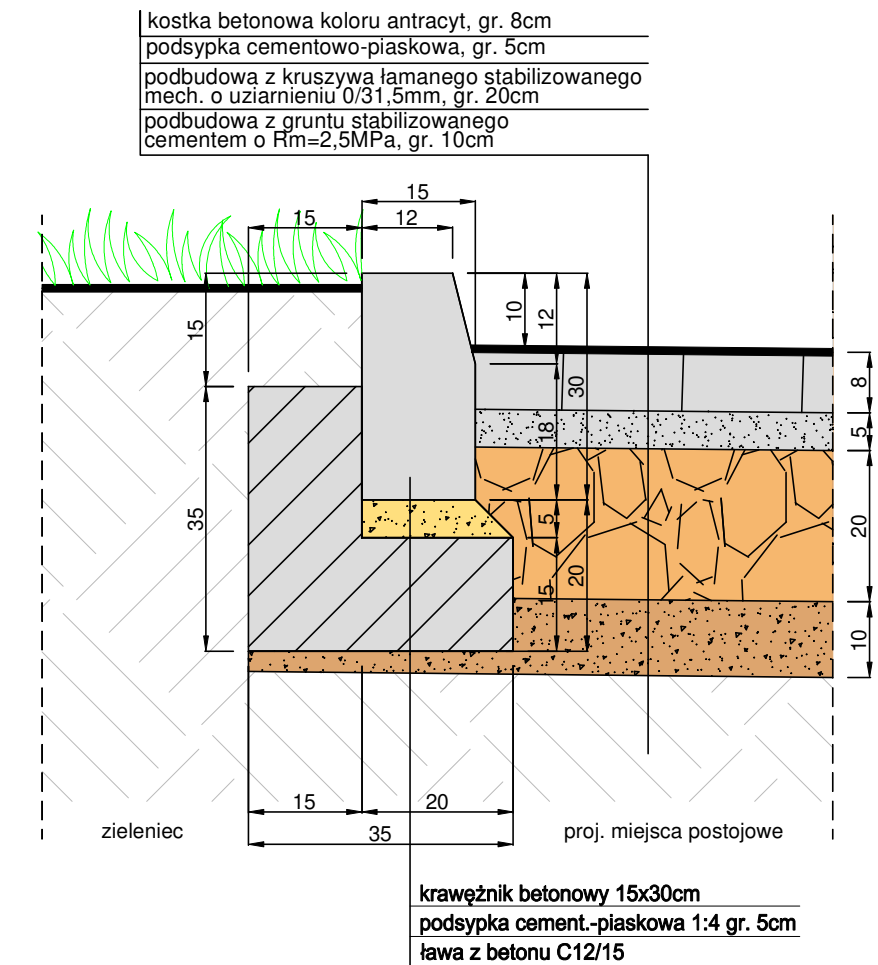 kostka betonowa koloru antracyt, gr. 8cm
podsypka cementowo-piaskowa, gr. 5cm
podbudowa z kruszywa łamanego stabilizowanego
mech. o uziarnieniu 0/31,5mm, gr. 20cm
podbudowa z gruntu stabilizowanego
cementem o Rm=2,5MPa, gr. 10cm
15
15
12
15
10
12
30
8
18
5
35
5
20
20
15
10
15
20
35
zieleniec
proj. miejsca postojowe
krawężnik betonowy 15x30cm
podsypka cement.-piaskowa 1:4 gr. 5cm
ława z betonu C12/15